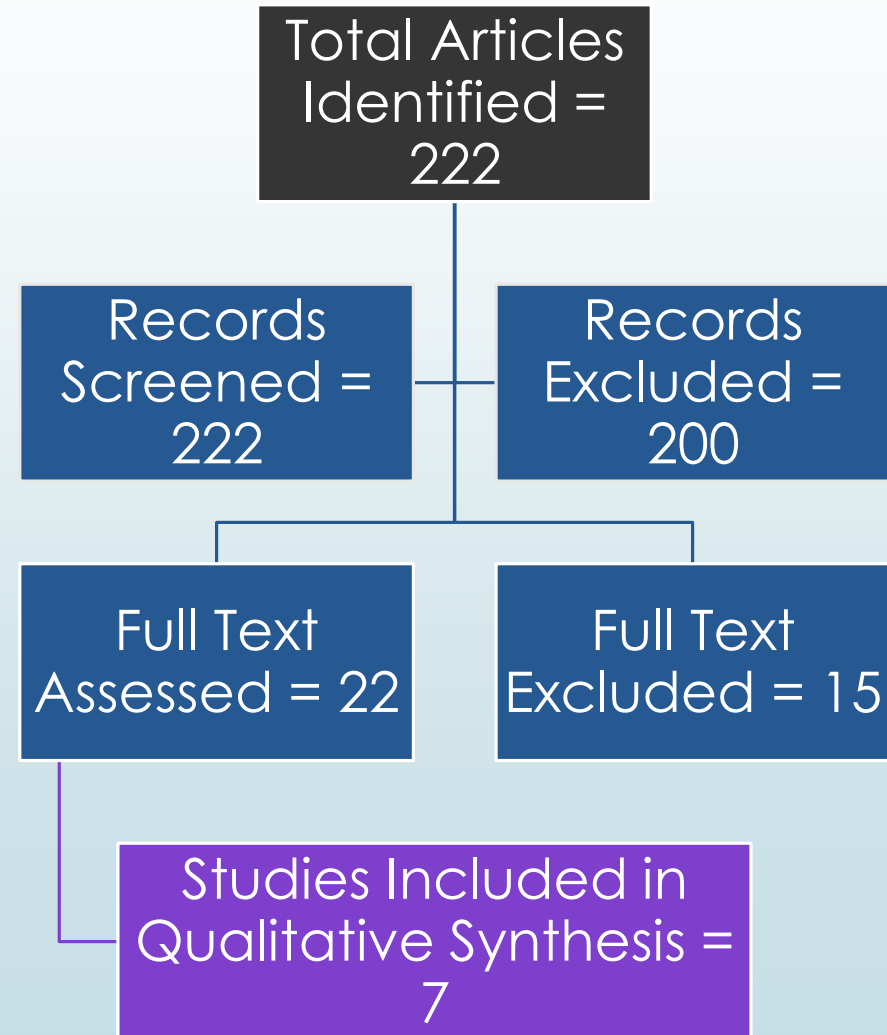 Total Articles
Identified =
222
Records
Screened =
222
Records
Excluded =
200
Full Text
Assessed = 22
Full Text
Excluded = 15
Studies Included in
Qualitative Synthesis =
7